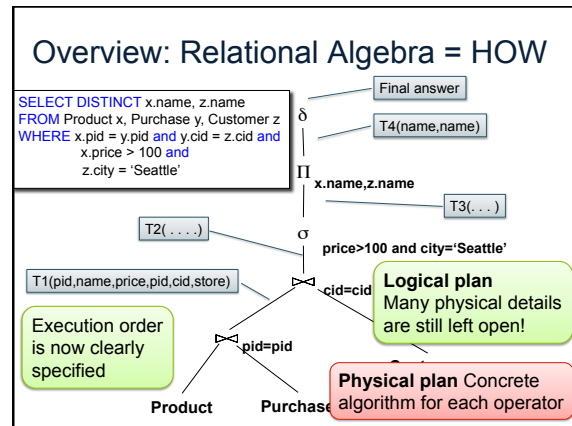 Overview: Relational Algebra = HOW
SELECT DISTINCT x.name, z.name
FROM Product x, Purchase y, Customer z
WHERE x.pid = y.pid and y.cid = z.cid and
x.price > 100 and
z.city = ‘Seattle’
Final answer
δ
T4(name,name)
Π
x.name,z.name
T3(. . . )
T2( . . . .)
σ
price>100 and city=‘Seattle’
T1(pid,name,price,pid,cid,store)
cid=cid
Logical plan
Many physical details
are still left open!
Execution order
is now clearly
specified
pid=pid
Physical plan Concrete
algorithm for each operator
Product
Purchase